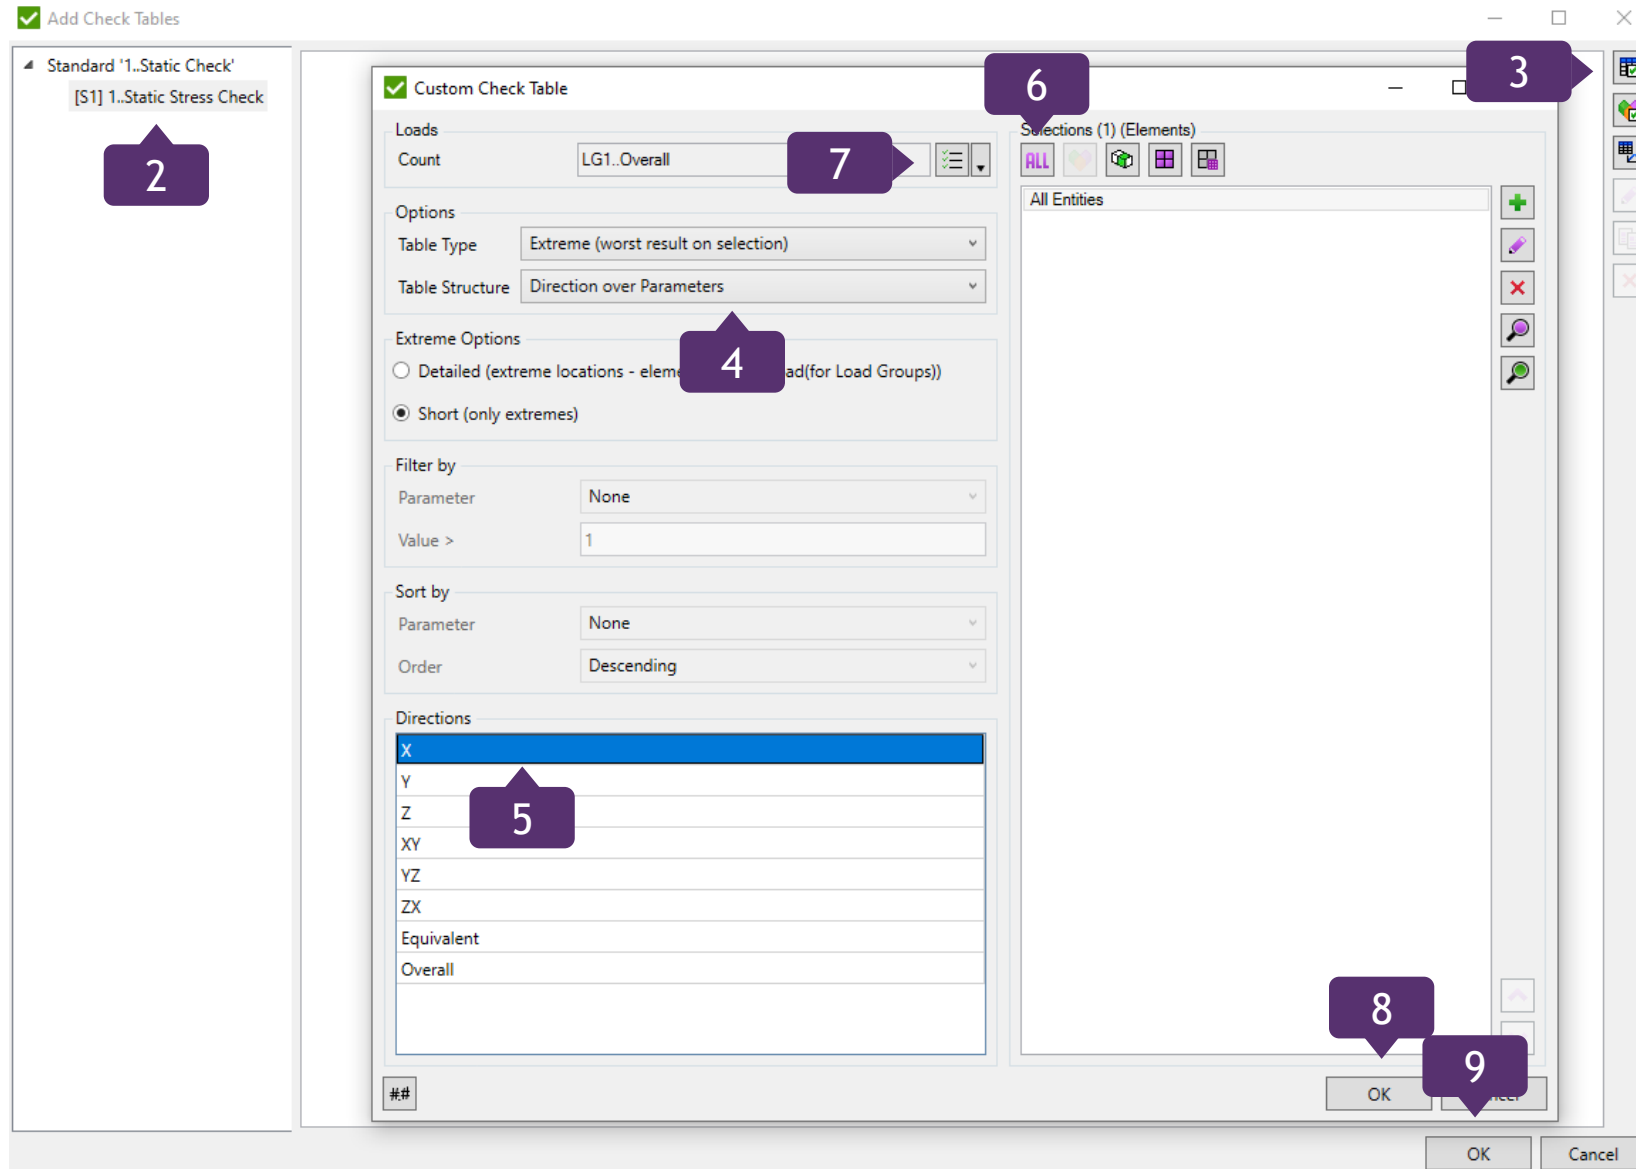 Add Check Tables
Standard '1..Static Check'
[S1] 1..Static Stress Check
2
3
Custom Check Table
6
Loads
Count
LG1..Overall
7
Options
Table Type
Extreme (worst result on selection)
Table Structure
Direction over Parameters
4
Extreme Options
Detailed (extreme locations - eleme ad(for Load Groups))
Short (only extremes)
Filter by
Parameter
None
Value >
1
Sort by
Parameter
None
Order
Descending
Directions
X
Y
5
Z
XY
YZ
ZX
Equivalent
Overall
#.#
Selections (1) (Elements)
ALL
All Entities
8
9
OK
OK
Cancel